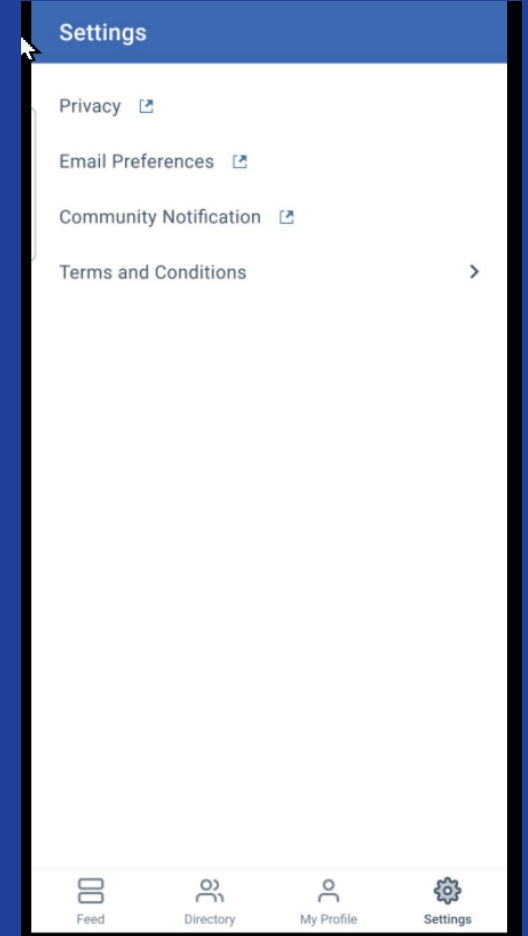 Settings
Privacy
Email Preferences
Community Notification
Terms and Conditions
Feed Directory My Profile Settings